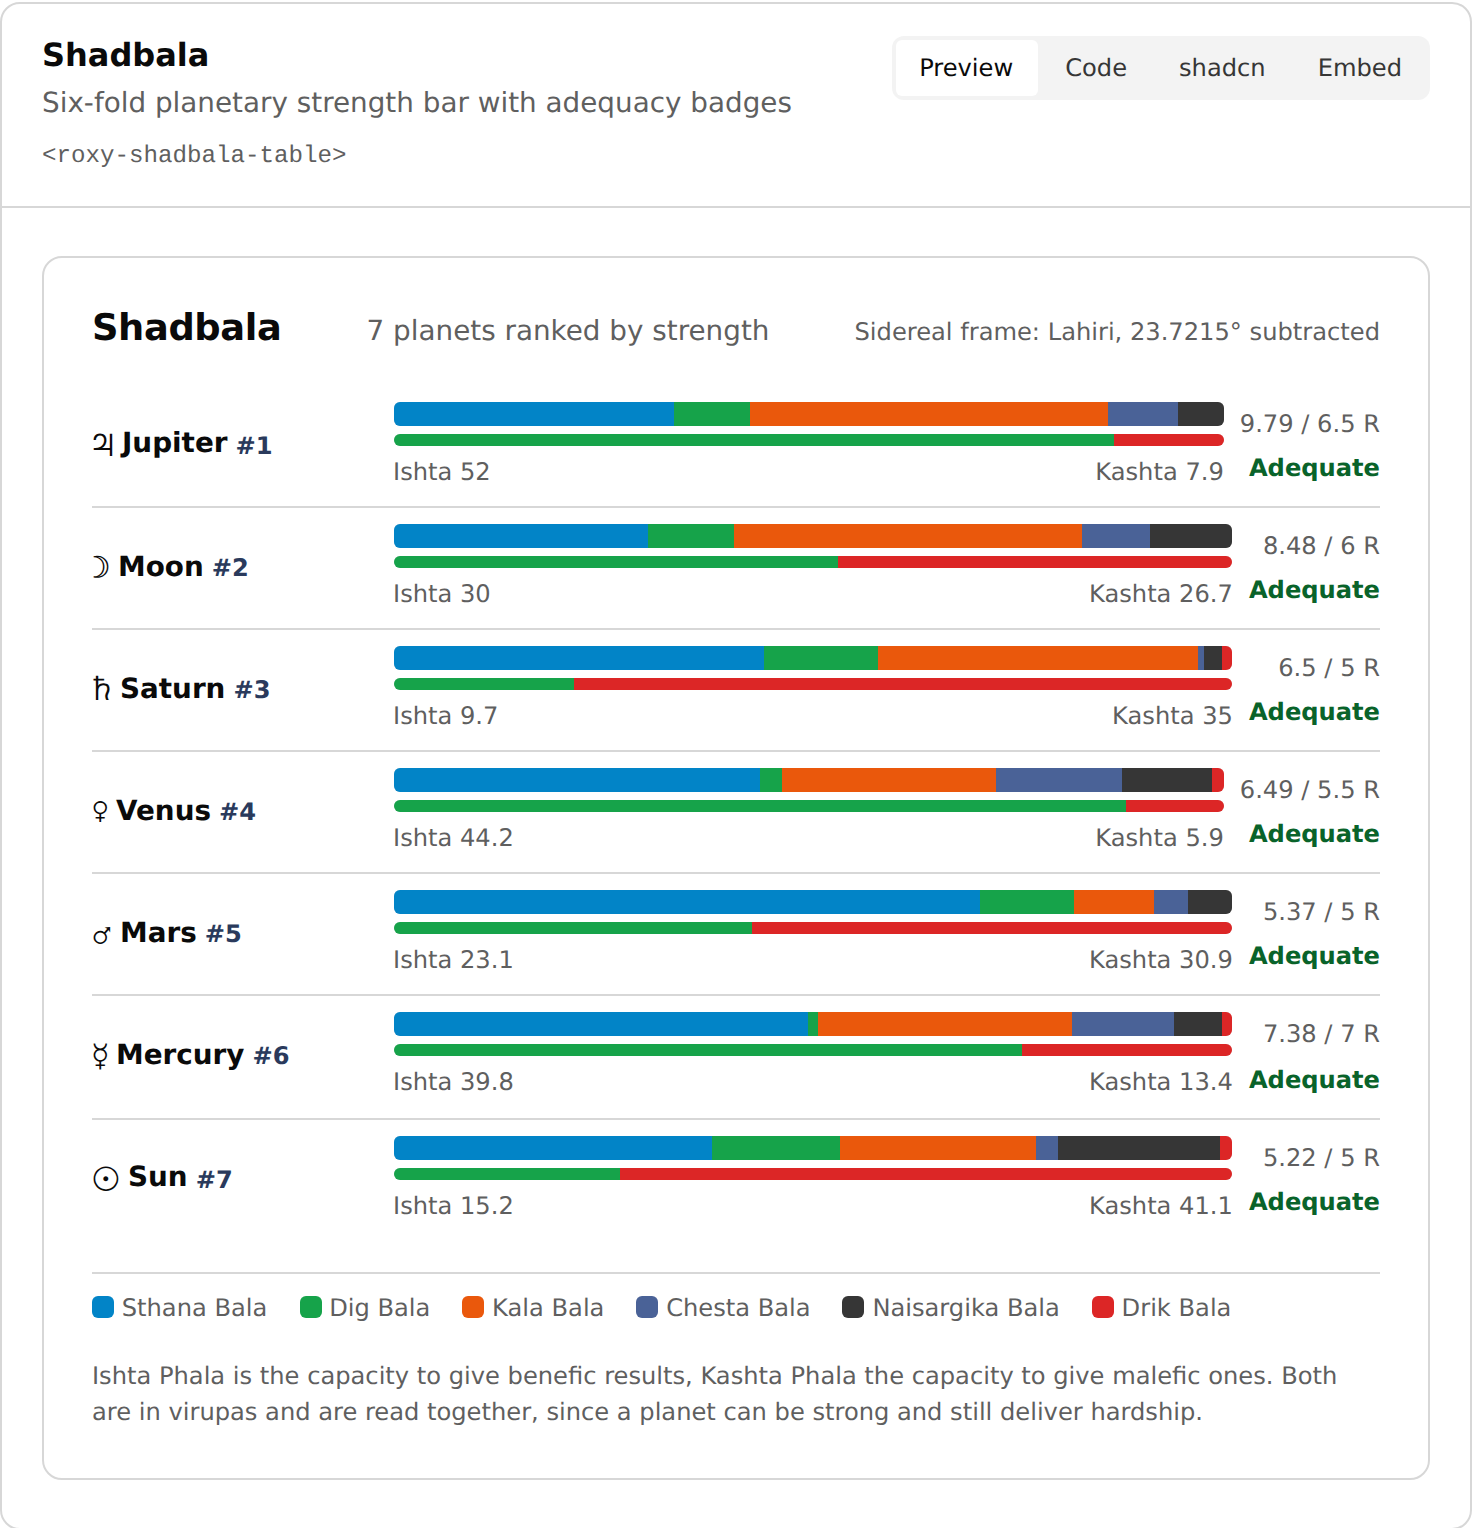 Shadbala
Six-fold planetary strength bar with adequacy badges
<roxy-shadbala-table>
Preview Code shadcn Embed
Shadbala 7 planets ranked by strength Sidereal frame: Lahiri, 23.7215° subtracted
♃ Jupiter #1 9.79 / 6.5 R
Ishta 52 Kashta 7.9 Adequate
☽ Moon #2 8.48 / 6 R
Ishta 30 Kashta 26.7 Adequate
♄ Saturn #3 6.5 / 5 R
Ishta 9.7 Kashta 35 Adequate
♀ Venus #4 6.49 / 5.5 R
Ishta 44.2 Kashta 5.9 Adequate
♂ Mars #5 5.37 / 5 R
Ishta 23.1 Kashta 30.9 Adequate
☿ Mercury #6 7.38 / 7 R
Ishta 39.8 Kashta 13.4 Adequate
☉ Sun #7 5.22 / 5 R
Ishta 15.2 Kashta 41.1 Adequate
Sthana Bala Dig Bala Kala Bala Chesta Bala Naisargika Bala Drik Bala
Ishta Phala is the capacity to give benefic results, Kashta Phala the capacity to give malefic ones. Both
are in virupas and are read together, since a planet can be strong and still deliver hardship.